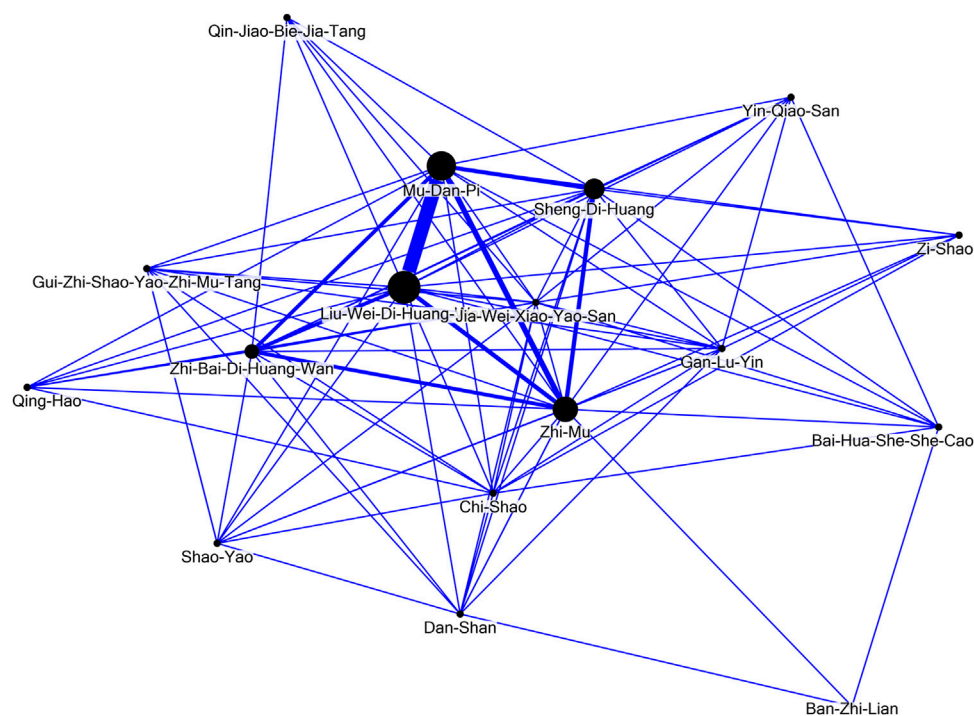 Qin-Jiao-Bie-Jia-Tang
Yin-Qiao-San
Mu-Dan-Pi
Sheng-Di-Huang
Zi-Shao
Gui-Zhi-Shao-Yao-Zhi-Mu-Tang
Liu-Wei-Di-Huang-
Jia-Wei-Xiao-Yao-San
Zhi-Bai-Di-Huang-Wan
Gan-Lu-Yin
Qing-Hao
Zhi-Mu
Bai-Hua-She-She-Cao
Chi-Shao
Shao-Yao
Dan-Shan
Ban-Zhi-Lian